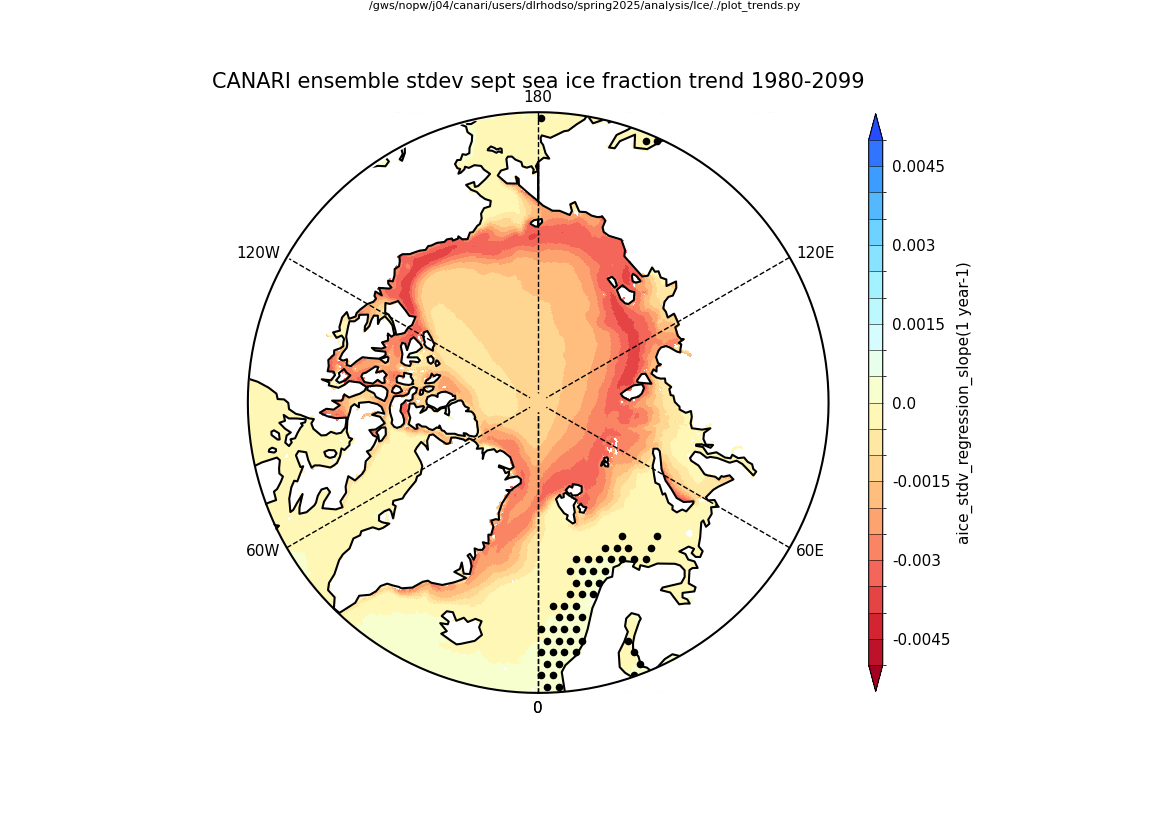 /gws/nopw/j04/canari/users/dlrhodso/spring2025/analysis/Ice/./plot_trends.py
CANARI ensemble stdev sept sea ice fraction trend 1980-2099
180
120W
120E
60W
60E
0
0.0045
0.003
0.0015
0.0
-0.0015
-0.003
-0.0045
aice_stdv_regression_slope(1 year-1)